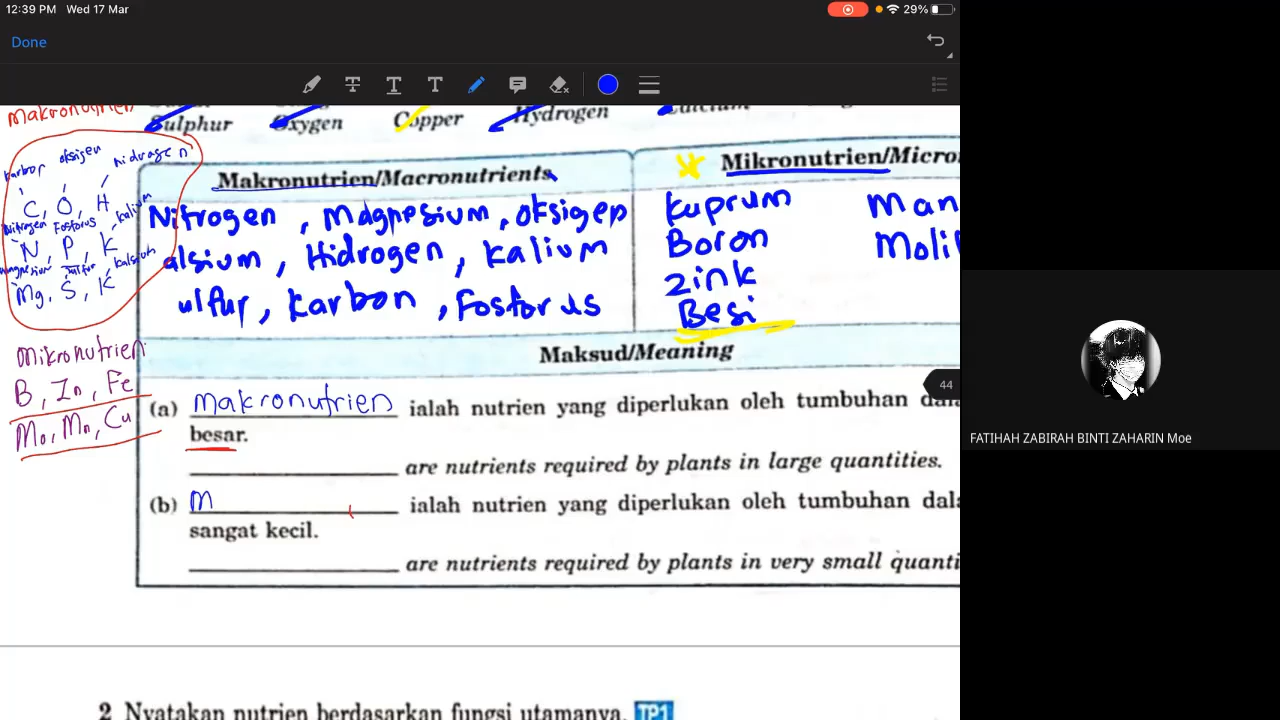 12:39 PM Wed 17 Mar
29%
Done
makronutrien
Sulphur Oxygen Copper Hydrogen Calcium
karbon oksigen hidrogen
C, O, H
Nitrogen Fosforus kalium
N, P, K
magnesium sulfur kalsium
Mg, S, K
Makronutrien/Macronutrients
Mikronutrien/Micro
Nitrogen, Magnesium, oksigen
alsium, Hidrogen, kalium
ulfur, karbon, Fosforus
kuprum Man
Boron Molib
Zink
Besi
Maksud/Meaning
mikronutrien
B, Zn, Fe
Mo, Mn, Cu
44
(a) makronutrien ialah nutrien yang diperlukan oleh tumbuhan dala
besar.
are nutrients required by plants in large quantities.
(b) m ialah nutrien yang diperlukan oleh tumbuhan dala
sangat kecil.
are nutrients required by plants in very small quanti
2 Nyatakan nutrien berdasarkan fungsi utamanya. TP1
FATIHAH ZABIRAH BINTI ZAHARIN Moe